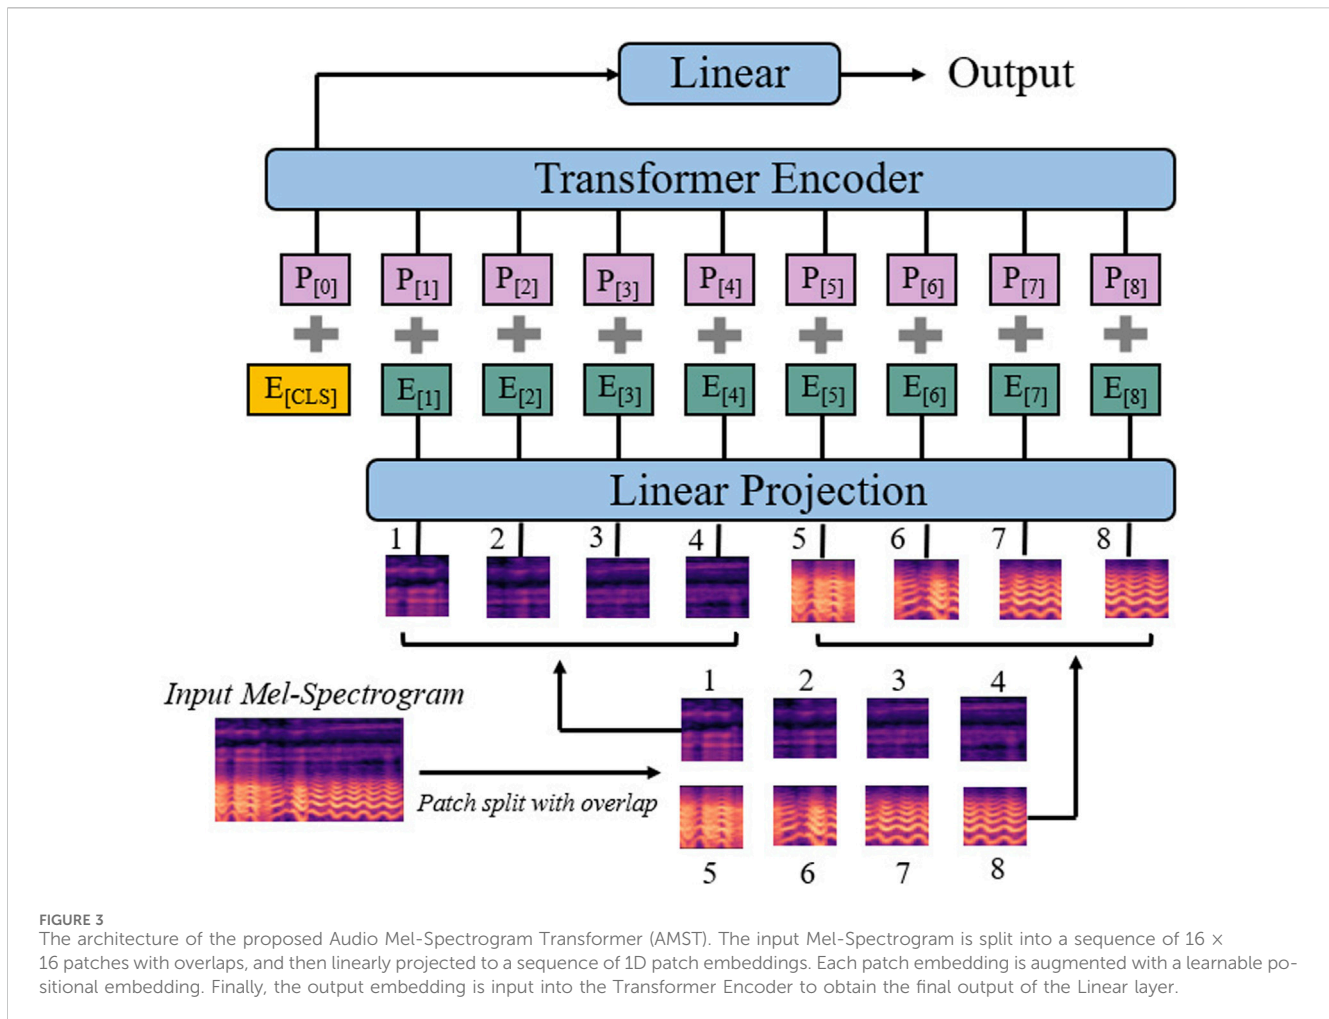 Linear
Output
Transformer Encoder
P[0] P[1] P[2] P[3] P[4] P[5] P[6] P[7] P[8]
E[CLS] E[1] E[2] E[3] E[4] E[5] E[6] E[7] E[8]
Linear Projection
1 2 3 4 5 6 7 8
Input Mel-Spectrogram
1 2 3 4
Patch split with overlap
5 6 7 8
FIGURE 3
The architecture of the proposed Audio Mel-Spectrogram Transformer (AMST). The input Mel-Spectrogram is split into a sequence of 16 ×
16 patches with overlaps, and then linearly projected to a sequence of 1D patch embeddings. Each patch embedding is augmented with a learnable po-
sitional embedding. Finally, the output embedding is input into the Transformer Encoder to obtain the final output of the Linear layer.